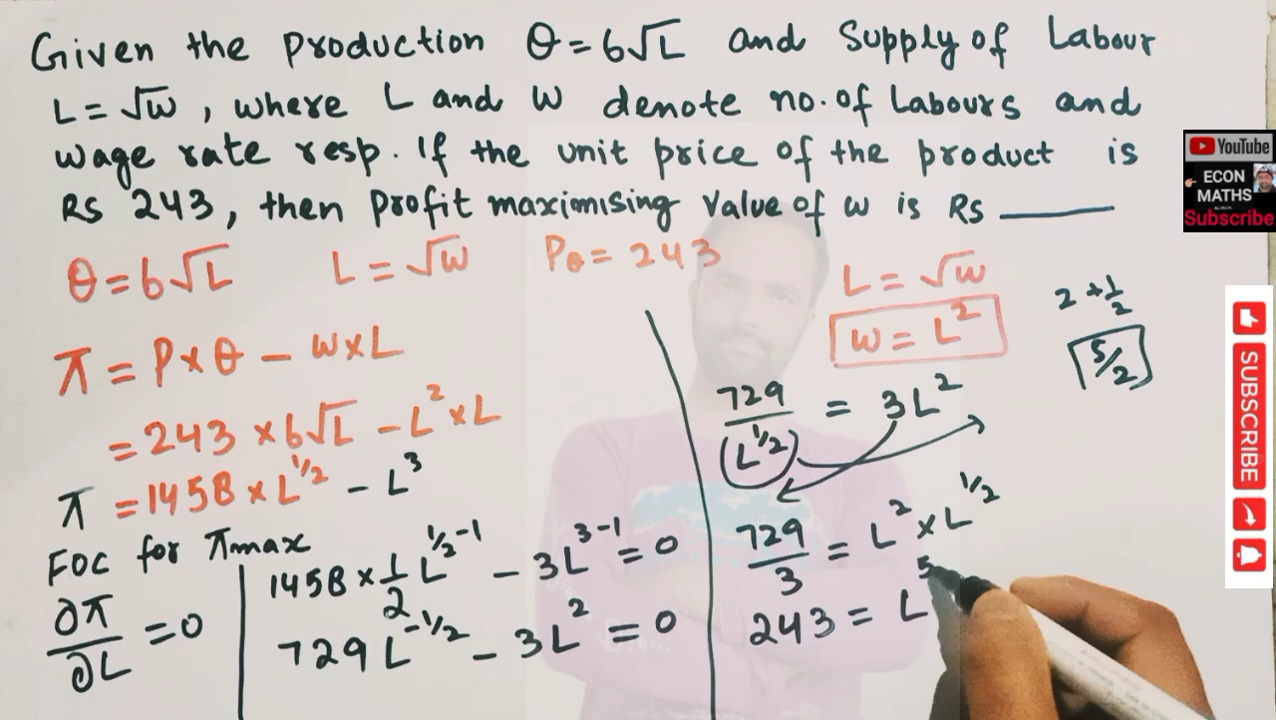 Given the production θ=6√L and supply of Labour
L=√W, where L and W denote no.of Labours and
wage rate resp. If the unit price of the product is
Rs 243, then profit maximising value of w is Rs ______
θ=6√L L=√W Pθ=243
π = P×θ − W×L
=243×6√L −L²×L
π =1458×L^1/2 − L³
FOC for πmax
∂π/∂L =0
1458×1/2 L^1/2−1 − 3L^3−1 =0
729L^−1/2 − 3L² =0
L=√W
W=L²
2+1/2
5/2
729/L^1/2 = 3L²
729/3 = L²×L^1/2
243 = L^5
YouTube
ECON
MATHS
Subscribe
SUBSCRIBE